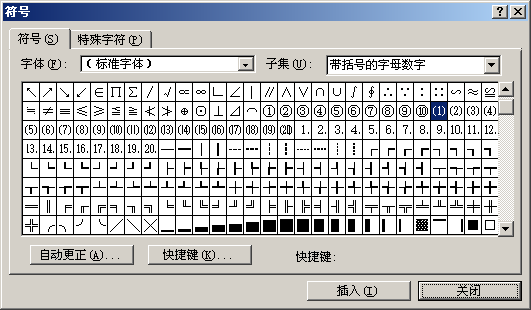 符号
符号(S) 特殊字符(P)
字体(F): (标准字体) 子集(U): 带括号的字母数字
↖ ↗ ↘ ↙ ∈ ∏ ∑ / √ ∝ ∞ ∟ ∠ ∣ ∥ ∧ ∨ ∩ ∪ ∫ ∮ ∴ ∵ ∶ ∷ ∽ ≈ ≌
≒ ≠ ≡ ≤ ≥ ≦ ≧ ≮ ≯ ⊕ ⊙ ⊥ ⊿ ⌒ ① ② ③ ④ ⑤ ⑥ ⑦ ⑧ ⑨ ⑩ ⑴ ⑵ ⑶ ⑷
⑸ ⑹ ⑺ ⑻ ⑼ ⑽ ⑾ ⑿ ⒀ ⒁ ⒂ ⒃ ⒄ ⒅ ⒆ ⒇ 1. 2. 3. 4. 5. 6. 7. 8. 9. 10. 11. 12.
13. 14. 15. 16. 17. 18. 19. 20.
自动更正(A)... 快捷键(K)... 快捷键:
插入(I) 关闭